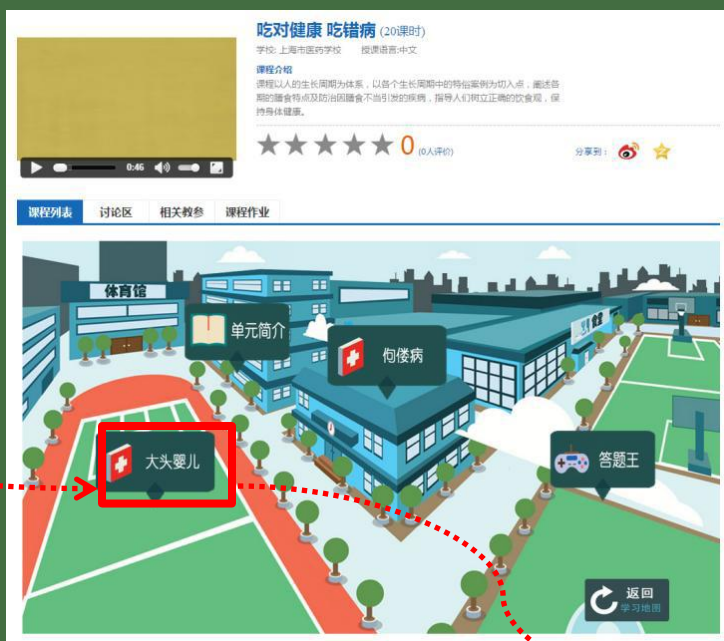 吃对健康 吃错病 (20课时)
学校: 上海市医药学校 授课语言:中文
课程介绍
课程以人的生长周期为体系，以各个生长周期中的特俗案例为切入点，阐述各
期的膳食特点及防治因膳食不当引发的疾病，指导人们树立正确的饮食观，保
持身体健康。
0 (0人评价)
分享到：
0:46
课程列表 讨论区 相关教参 课程作业
体育馆
单元简介
佝偻病
食堂
大头婴儿
答题王
返回
学习地图